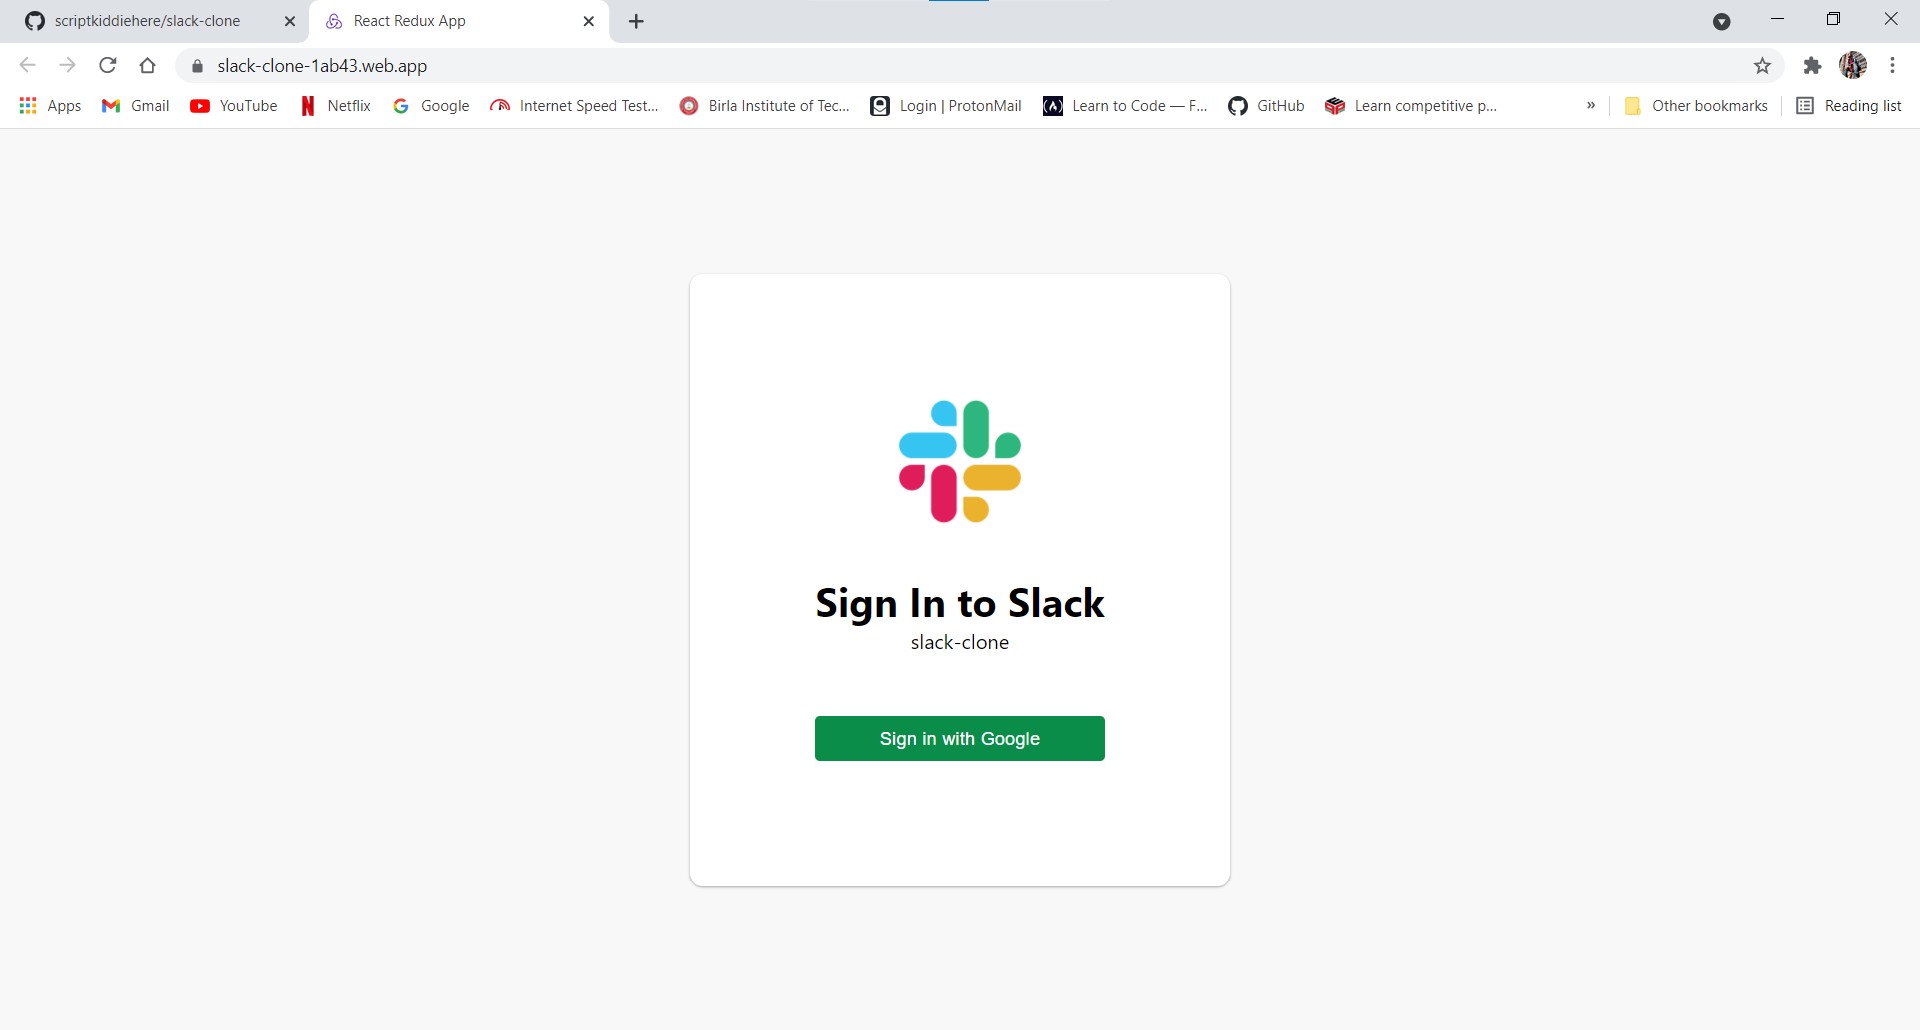 scriptkiddiehere/slack-clone
React Redux App
slack-clone-1ab43.web.app
Apps
Gmail
YouTube
Netflix
Google
Internet Speed Test...
Birla Institute of Tec...
Login | ProtonMail
Learn to Code — F...
GitHub
Learn competitive p...
»
Other bookmarks
Reading list
Sign In to Slack
slack-clone
Sign in with Google